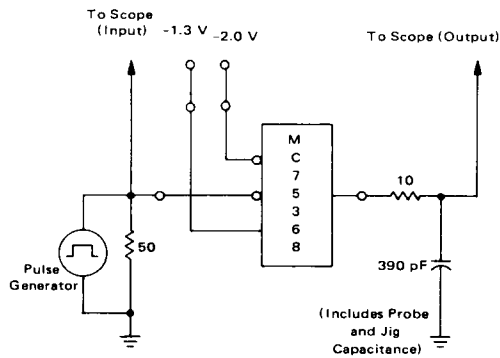 To Scope
(Input)
-1.3 V
-2.0 V
To Scope (Output)
M
C
7
5
3
6
8
10
50
Pulse
Generator
390 pF
(Includes Probe
and Jig
Capacitance)